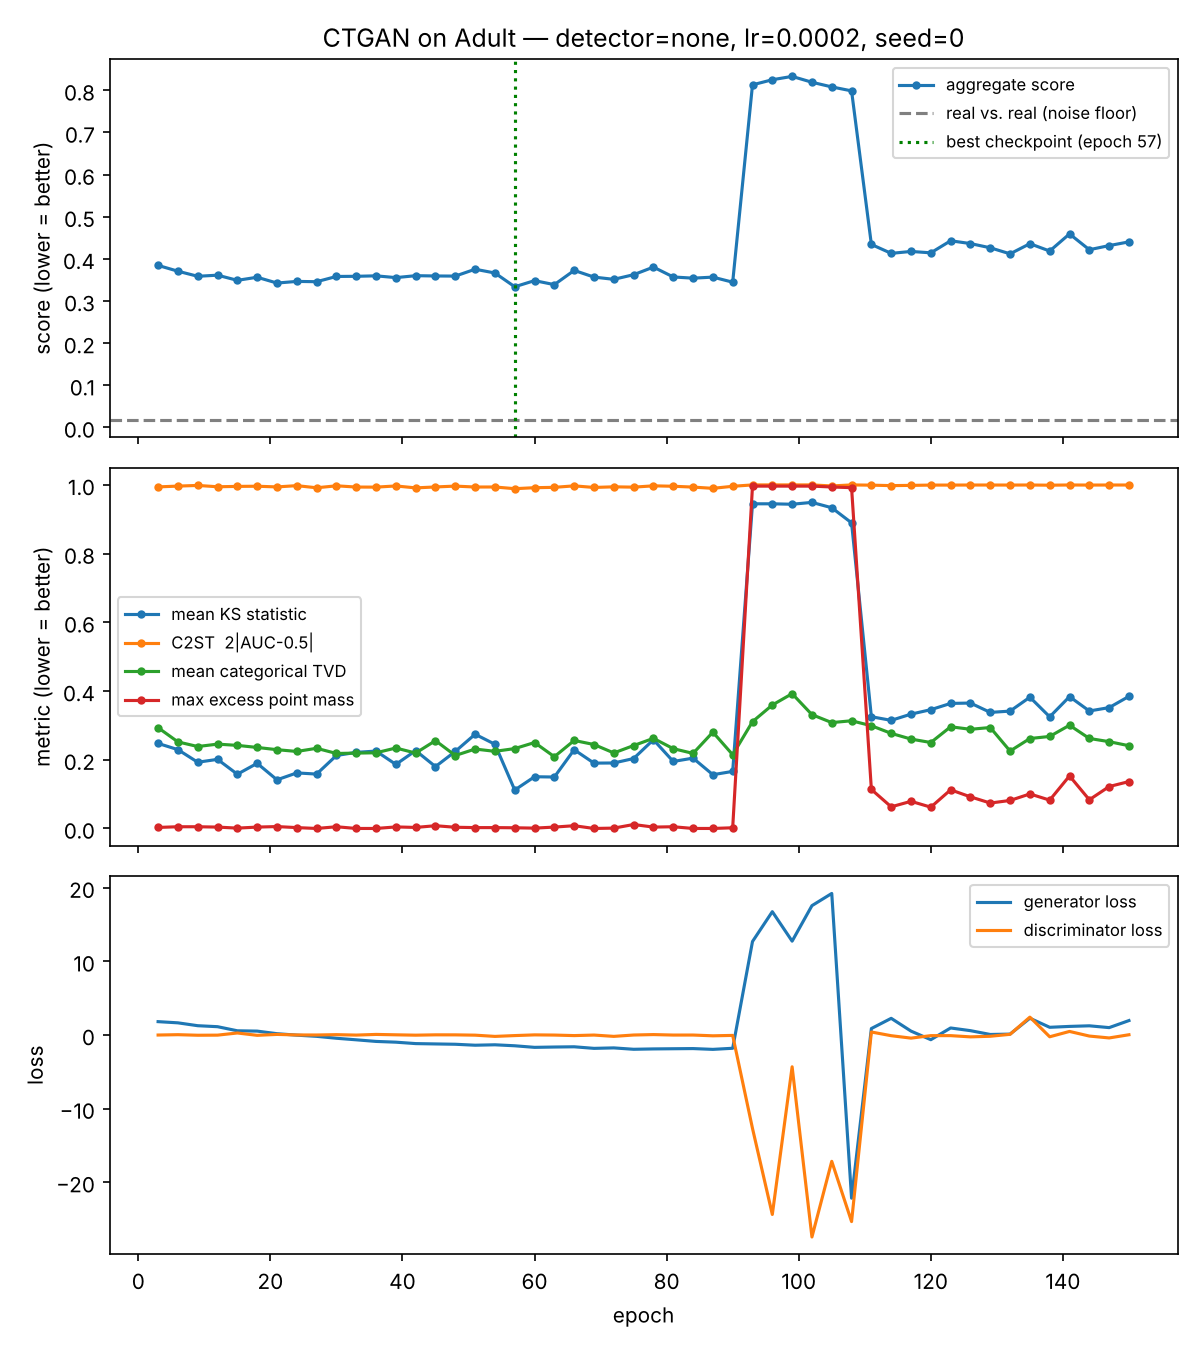 CTGAN on Adult — detector=none, lr=0.0002, seed=0
score (lower = better)
0.8
0.7
0.6
0.5
0.4
0.3
0.2
0.1
0.0
aggregate score
real vs. real (noise floor)
best checkpoint (epoch 57)
metric (lower = better)
1.0
0.8
0.6
0.4
0.2
0.0
mean KS statistic
C2ST 2|AUC-0.5|
mean categorical TVD
max excess point mass
loss
20
10
0
−10
−20
generator loss
discriminator loss
0 20 40 60 80 100 120 140
epoch